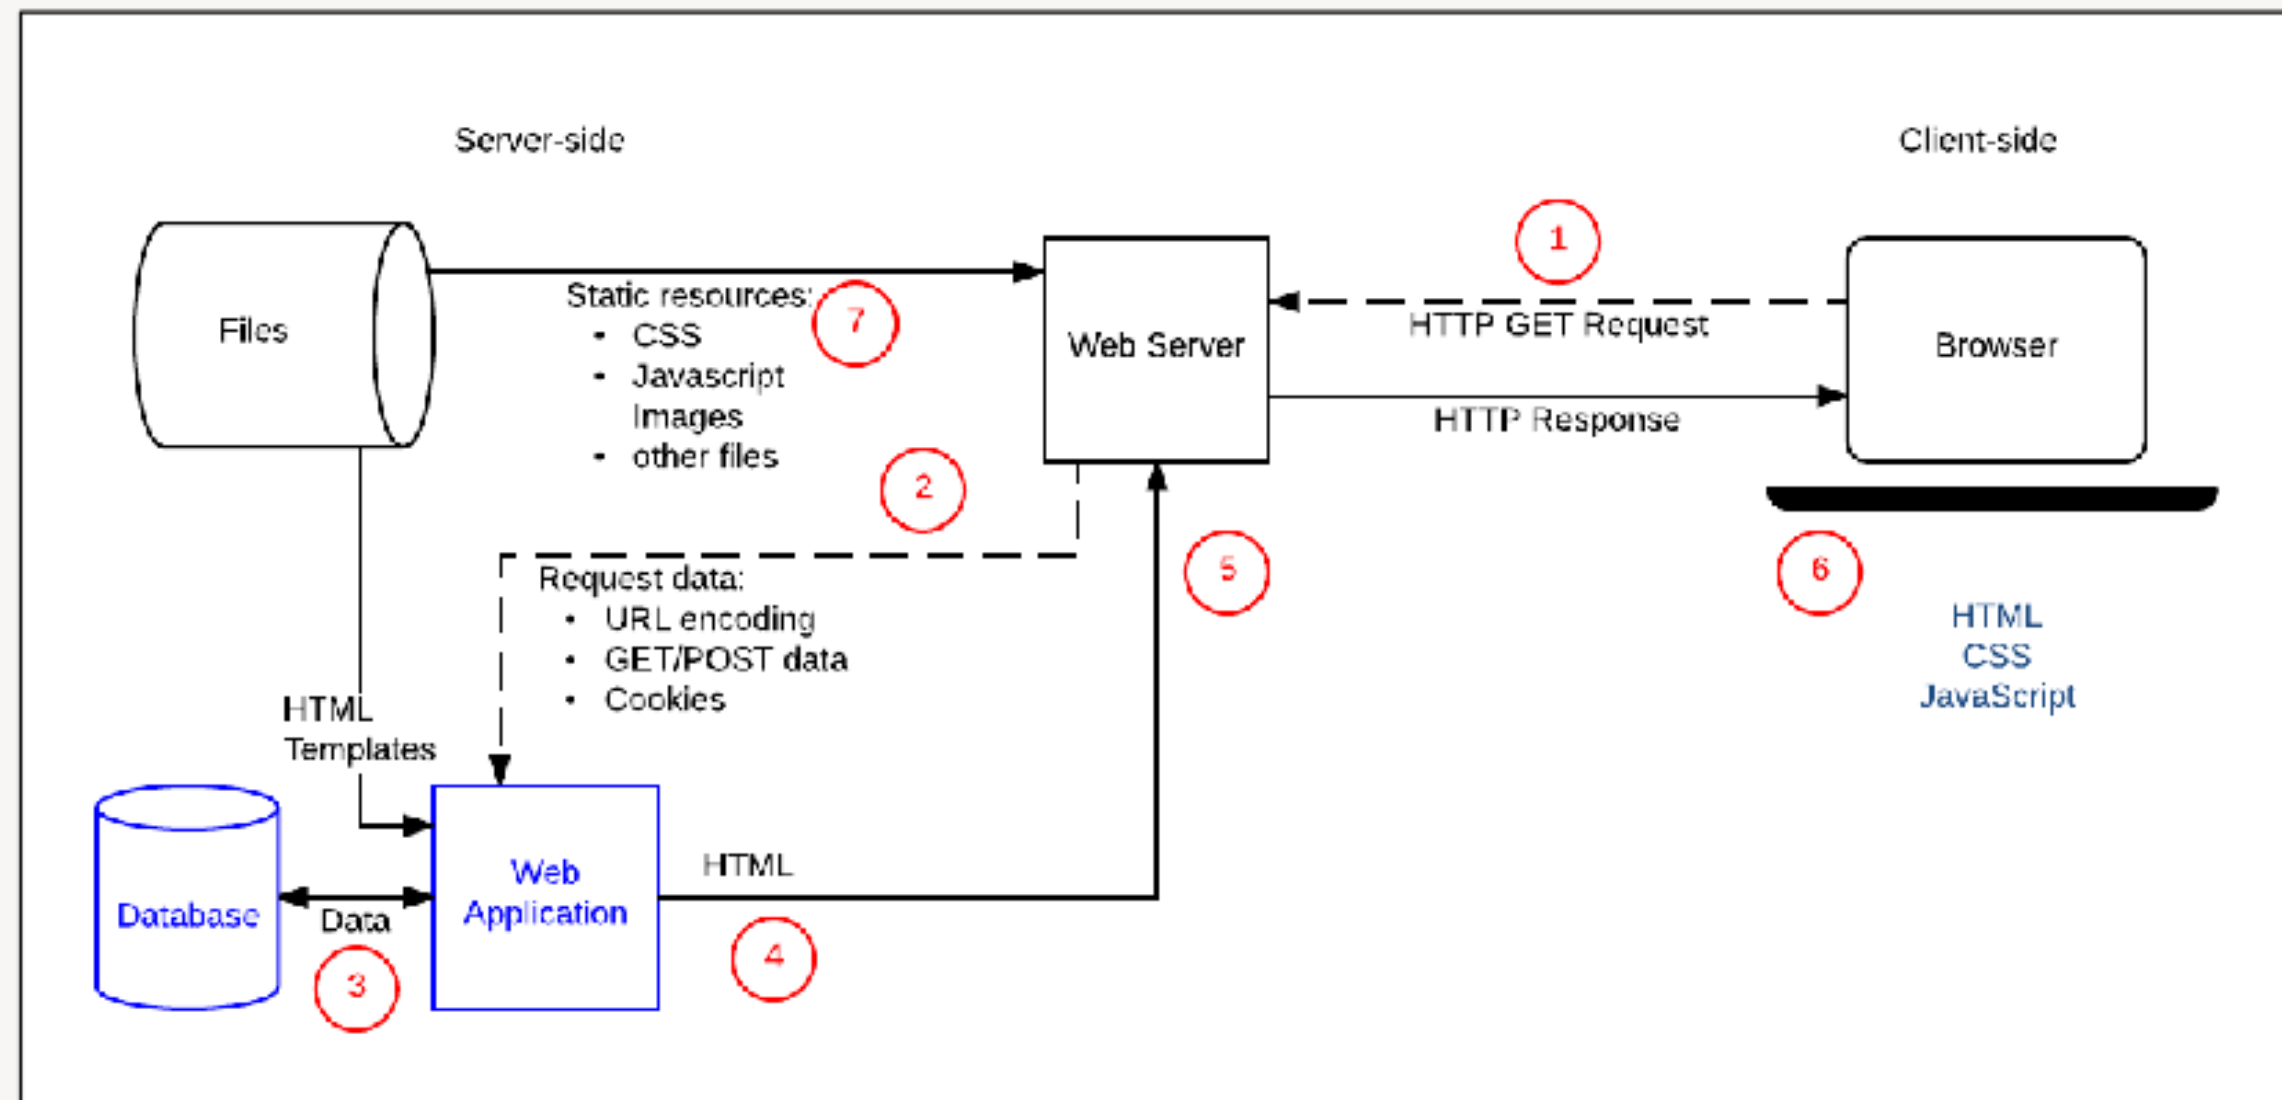 Server-side
Client-side
1
Files
Static resources:
• CSS
• Javascript
Images
• other files
7
Web Server
HTTP GET Request
HTTP Response
Browser
2
Request data:
• URL encoding
• GET/POST data
• Cookies
5
6
HTML
CSS
JavaScript
HTML
Templates
Database
Data
3
Web
Application
HTML
4